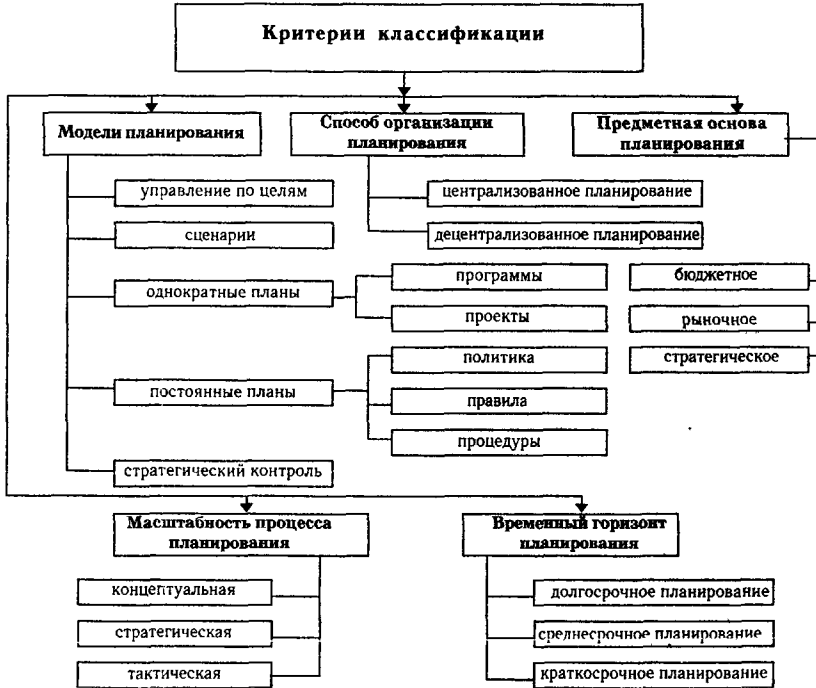 Критерии классификации
Модели планирования
Способ организации
планирования
Предметная основа
планирования
управление по целям
централизованное планирование
сценарии
децентрализованное планирование
однократные планы
программы
бюджетное
проекты
рыночное
политика
стратегическое
постоянные планы
правила
процедуры
стратегический контроль
Масштабность процесса
планирования
Временный горизонт
планирования
концептуальная
долгосрочное планирование
стратегическая
среднесрочное планирование
тактическая
краткосрочное планирование